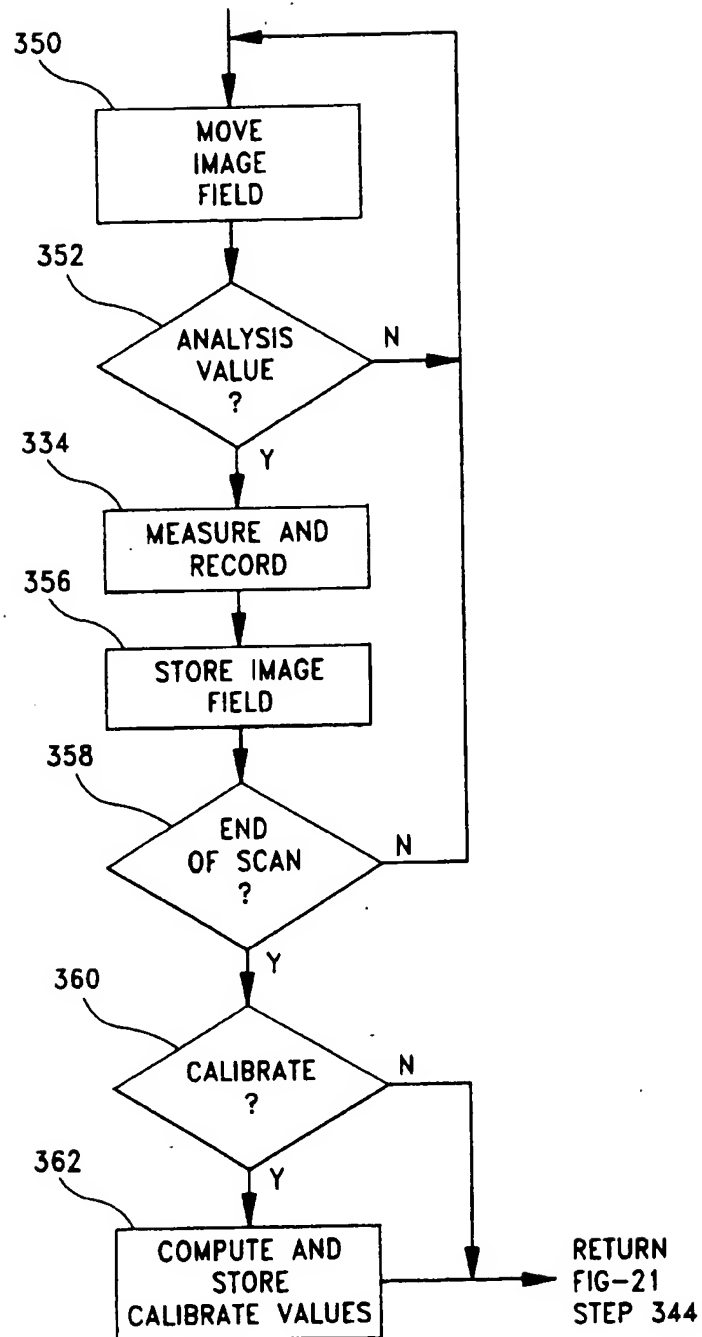 350
MOVE
IMAGE
FIELD
352
ANALYSIS
VALUE
?
N
Y
334
MEASURE AND
RECORD
356
STORE IMAGE
FIELD
358
END
OF SCAN
?
N
Y
360
CALIBRATE
?
N
Y
362
COMPUTE AND
STORE
CALIBRATE VALUES
RETURN
FIG-21
STEP 344